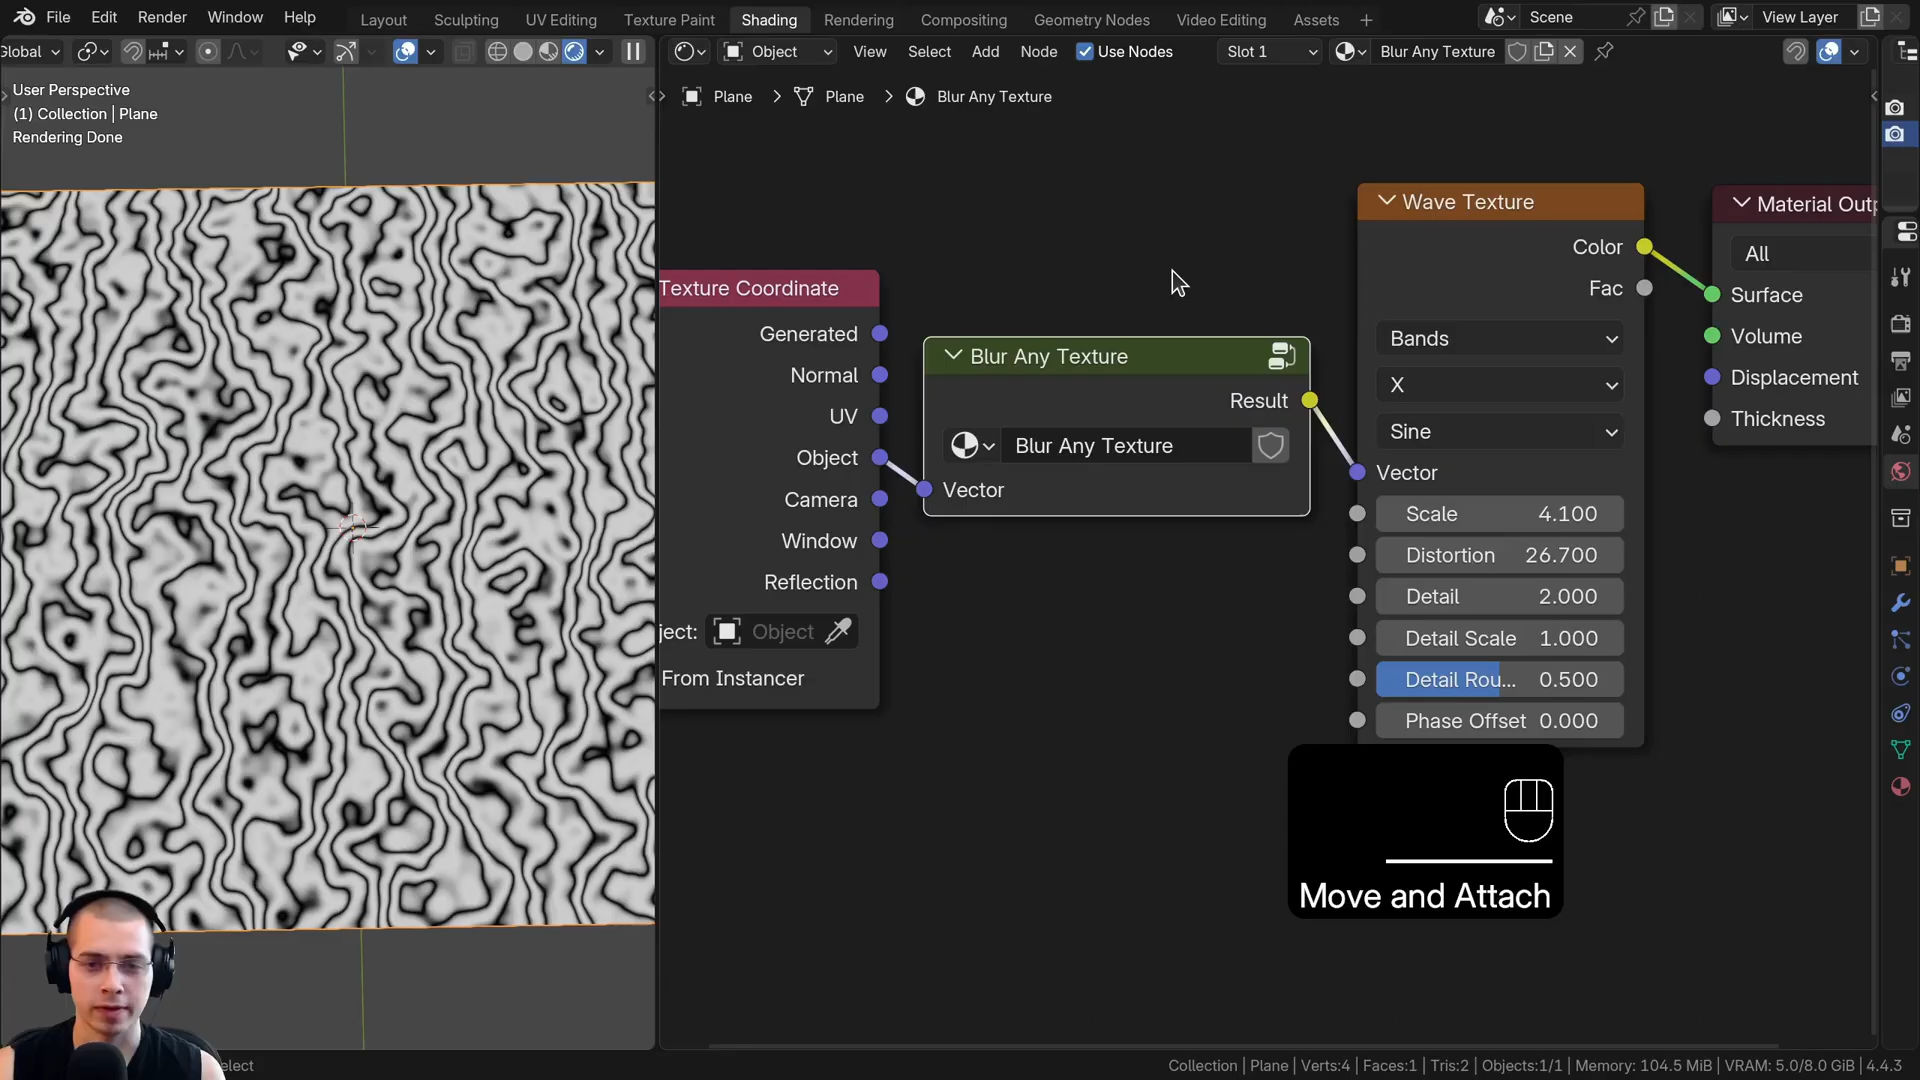 File Edit Render Window Help Layout Sculpting UV Editing Texture Paint Shading Rendering Compositing Geometry Nodes Video Editing Assets + Scene View Layer
Global Object View Select Add Node Use Nodes Slot 1 Blur Any Texture
User Perspective
(1) Collection | Plane
Rendering Done
Plane > Plane > Blur Any Texture
Texture Coordinate
Generated
Normal
UV
Object
Camera
Window
Reflection
ject: Object
From Instancer
Blur Any Texture
Result
Blur Any Texture
Vector
Wave Texture
Color
Fac
Bands
X
Sine
Vector
Scale 4.100
Distortion 26.700
Detail 2.000
Detail Scale 1.000
Detail Rou... 0.500
Phase Offset 0.000
Material Outp
All
Surface
Volume
Displacement
Thickness
Move and Attach
elect
Collection | Plane | Verts:4 | Faces:1 | Tris:2 | Objects:1/1 | Memory: 104.5 MiB | VRAM: 5.0/8.0 GiB | 4.4.3